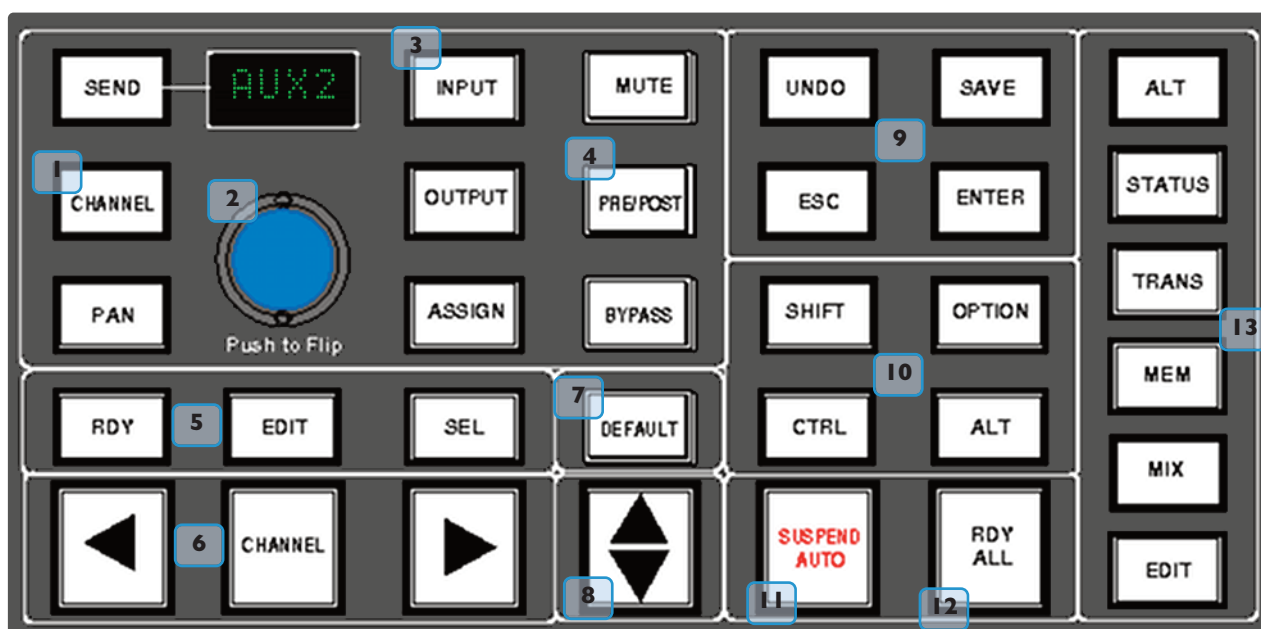 3
SEND
AUX2
INPUT
MUTE
UNDO
SAVE
ALT
9
1
CHANNEL
2
OUTPUT
4
PRE/POST
ESC
ENTER
STATUS
PAN
Push to Flip
ASSIGN
BYPASS
SHIFT
OPTION
TRANS
13
10
MEM
RDY
5
EDIT
SEL
7
DEFAULT
CTRL
ALT
MIX
6
CHANNEL
8
SUSPEND
AUTO
11
RDY
ALL
12
EDIT